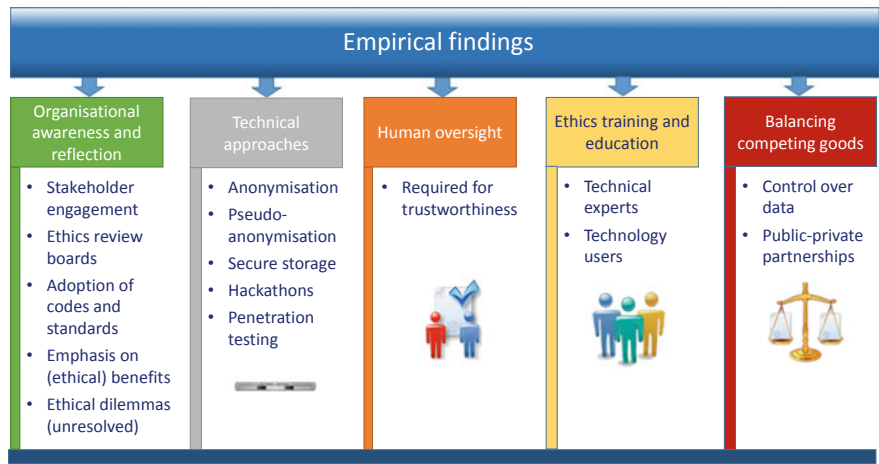 Empirical findings
Organisational
awareness and
reflection
• Stakeholder
engagement
• Ethics review
boards
• Adoption of
codes and
standards
• Emphasis on
(ethical) benefits
• Ethical dilemmas
(unresolved)
Technical
approaches
• Anonymisation
• Pseudo-
anonymisation
• Secure storage
• Hackathons
• Penetration
testing
Human oversight
• Required for
trustworthiness
Ethics training and
education
• Technical
experts
• Technology
users
Balancing
competing goods
• Control over
data
• Public-private
partnerships